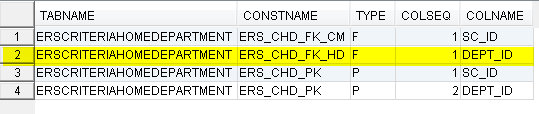 TABNAME CONSTNAME TYPE COLSEQ COLNAME
1 ERSCRITERIAHOMEDEPARTMENT ERS_CHD_FK_CM F 1 SC_ID
2 ERSCRITERIAHOMEDEPARTMENT ERS_CHD_FK_HD F 1 DEPT_ID
3 ERSCRITERIAHOMEDEPARTMENT ERS_CHD_PK P 1 SC_ID
4 ERSCRITERIAHOMEDEPARTMENT ERS_CHD_PK P 2 DEPT_ID